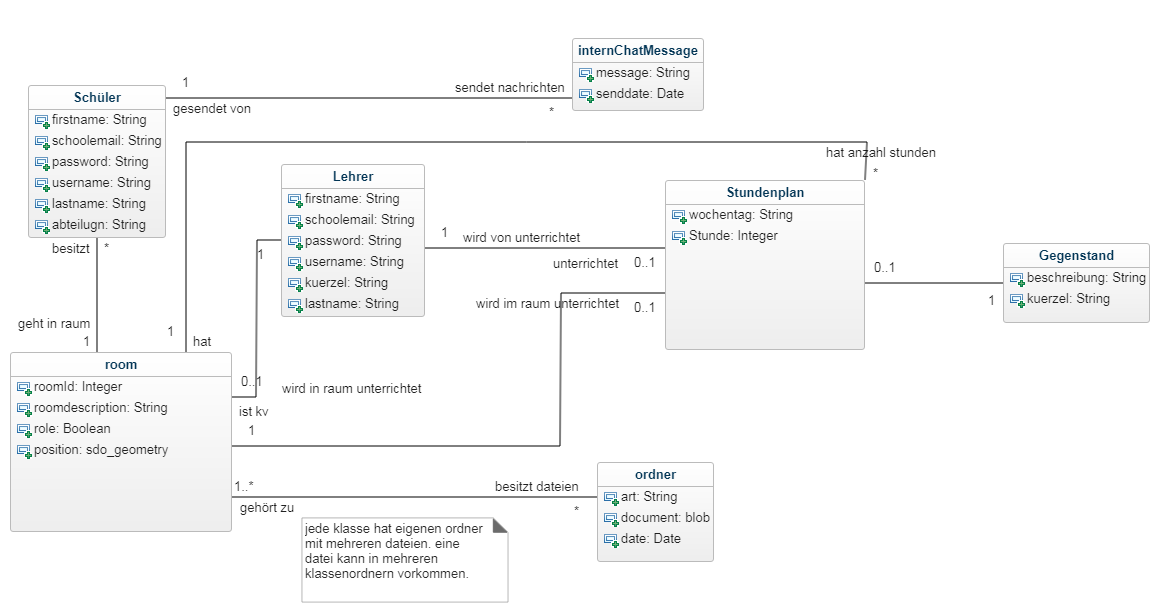 internChatMessage
message: String
senddate: Date
1
sendet nachrichten
gesendet von
*
Schüler
firstname: String
schoolemail: String
password: String
username: String
lastname: String
abteilugn: String
besitzt
*
geht in raum
1
1
hat
hat anzahl stunden
*
Lehrer
firstname: String
schoolemail: String
password: String
username: String
kuerzel: String
lastname: String
1
1
wird von unterrichtet
unterrichtet
0..1
wird im raum unterrichtet
0..1
Stundenplan
wochentag: String
Stunde: Integer
0..1
1
Gegenstand
beschreibung: String
kuerzel: String
room
roomId: Integer
roomdescription: String
role: Boolean
position: sdo_geometry
0..1
wird in raum unterrichtet
ist kv
1
1..*
besitzt dateien
gehört zu
*
ordner
art: String
document: blob
date: Date
jede klasse hat eigenen ordner
mit mehreren dateien. eine
datei kann in mehreren
klassenordnern vorkommen.